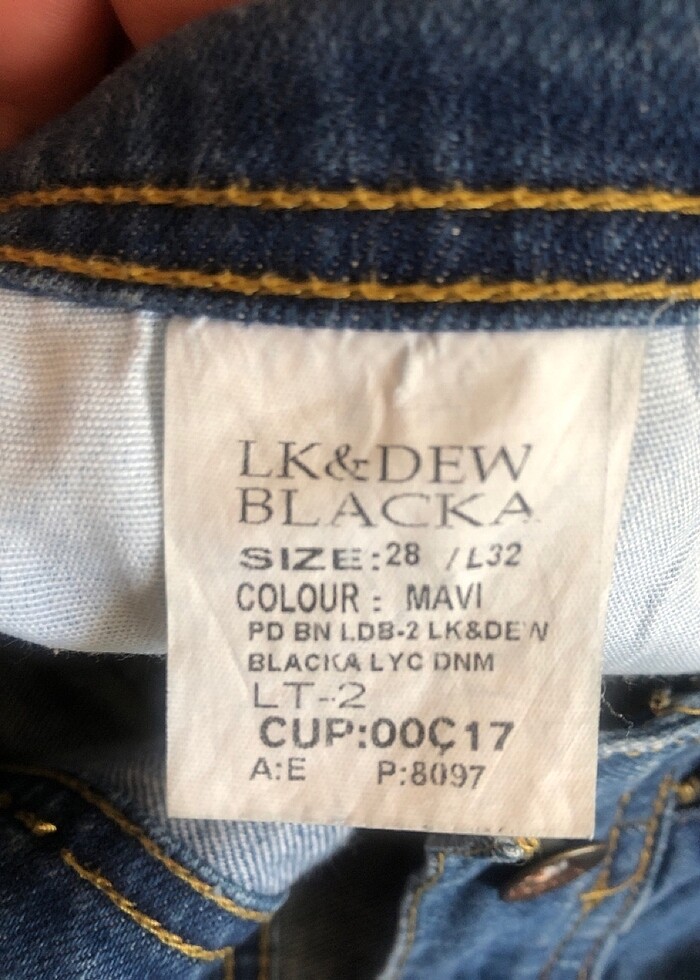 LK&DEW
BLACKA
SIZE:28 /L32
COLOUR : MAVI
PD BN LDB-2 LK&DEW
BLACKA LYC DNM
LT-2
CUP:00Ç17
A:E P:8097